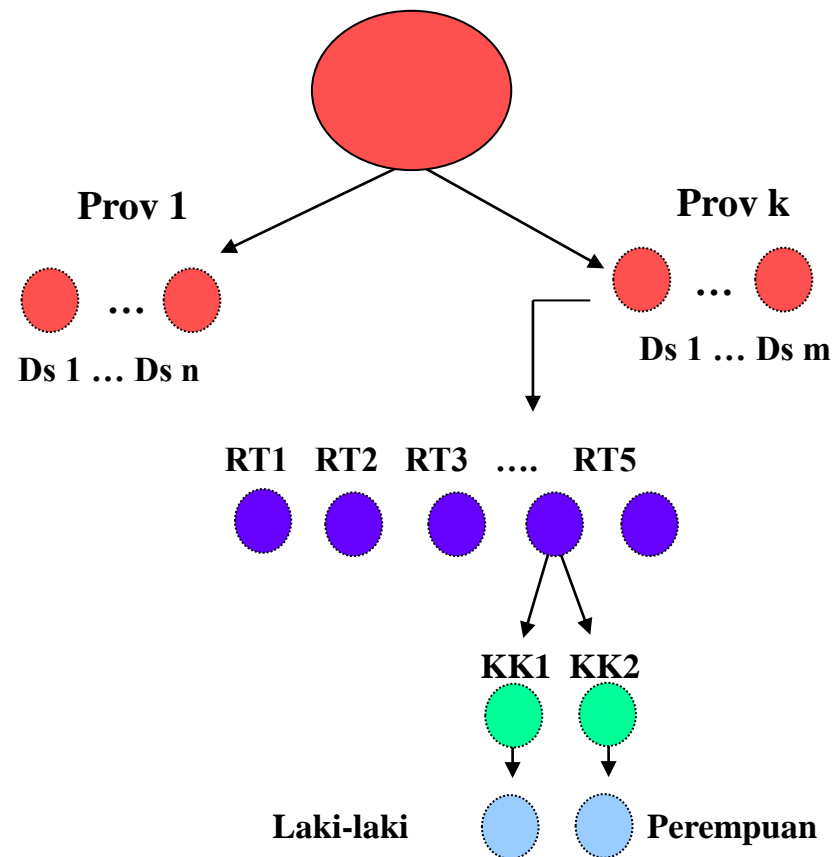 Prov 1
Prov k
…
…
Ds 1 … Ds n
Ds 1 … Ds m
RT1 RT2 RT3 …. RT5
KK1 KK2
Laki-laki
Perempuan